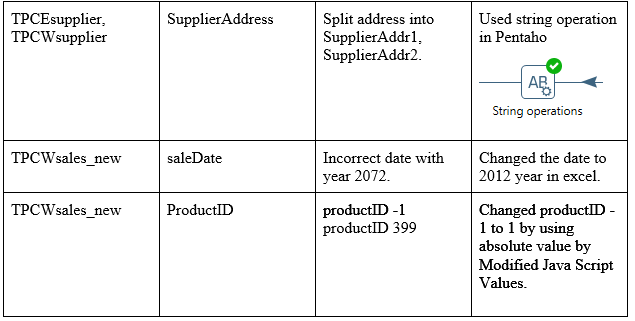 TPCEsupplier,
TPCWsupplier
SupplierAddress
Split address into
SupplierAddr1,
SupplierAddr2.
Used string operation
in Pentaho
AB
String operations
TPCWsales_new
saleDate
Incorrect date with
year 2072.
Changed the date to
2012 year in excel.
TPCWsales_new
ProductID
productID -1
productID 399
Changed productID -
1 to 1 by using
absolute value by
Modified Java Script
Values.